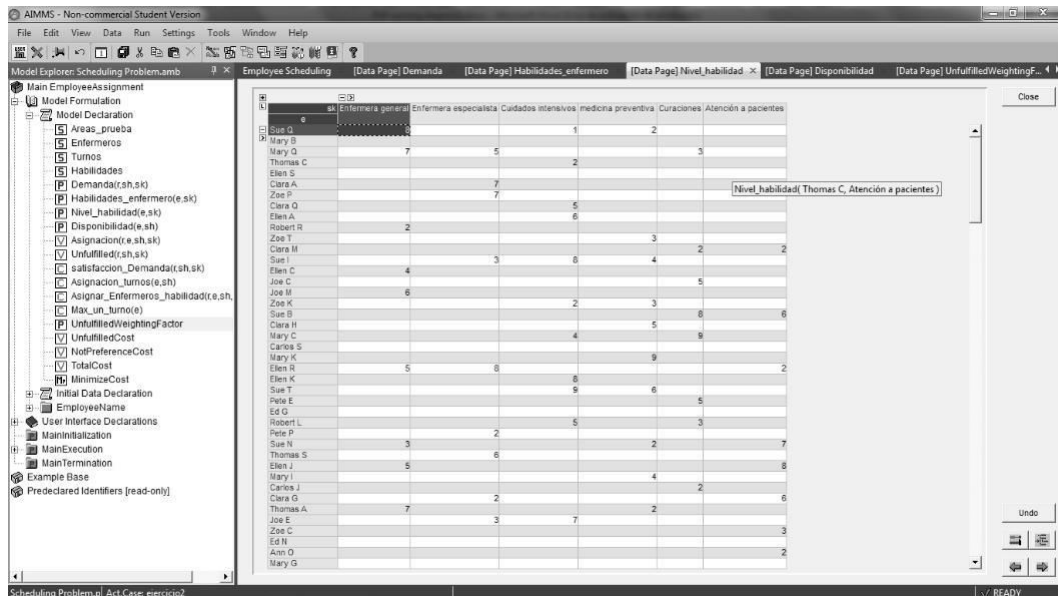 AIMMS - Non-commercial Student Version
File Edit View Data Run Settings Tools Window Help
Model Explorer: Scheduling Problem.amb
Employee Scheduling [Data Page] Demanda [Data Page] Habilidades_enfermero [Data Page] Nivel_habilidad [Data Page] Disponibilidad [Data Page] UnfulfilledWeightingF...
Main EmployeeAssignment
Model Formulation
Model Declaration
S Areas_prueba
S Enfermeros
S Turnos
S Habilidades
P Demanda(r,sh,sk)
P Habilidades_enfermero(e,sk)
P Nivel_habilidad(e,sk)
P Disponibilidad(e,sh)
V Asignacion(r,e,sh,sk)
V Unfulfilled(r,sh,sk)
C satisfaccion_Demanda(r,sh,sk)
C Asignacion_turnos(e,sh)
C Asignar_Enfermeros_habilidad(r,e,sh,
C Max_un_turno(e)
P UnfulfilledWeightingFactor
V UnfulfilledCost
V NotPreferenceCost
V TotalCost
MinimizeCost
Initial Data Declaration
EmployeeName
User Interface Declarations
MainInitialization
MainExecution
MainTermination
Example Base
Predeclared Identifiers [read-only]
sk Enfermera general Enfermera especialista Cuidados intensivos medicina preventiva Curaciones Atención a pacientes
e
Sue Q 1 2
Mary B
Mary Q 7 5 3
Thomas C 2
Ellen S
Clara A 7
Zoe P 7
Clara Q 5
Ellen A 6
Robert R 2
Zoe T 3
Clara M 2 2
Sue I 3 8 4
Ellen C 4
Joe C 5
Joe M 6
Zoe K 2 3
Sue B 8 6
Clara H 5
Mary C 4 9
Carlos S
Mary K 9
Ellen R 5 8 2
Ellen K 8
Sue T 9 6
Pete E 5
Ed G
Robert L 5 3
Pete P 2
Sue N 3 2 7
Thomas S 6
Ellen J 5 8
Mary I 4
Carlos J 2
Clara G 2 6
Thomas A 7 2
Joe E 3 7
Zoe C 3
Ed N
Ann O 2
Mary G
Nivel_habilidad( Thomas C, Atención a pacientes )
Close
Undo
Scheduling Problem.p Act.Case: ejercicio2
READY